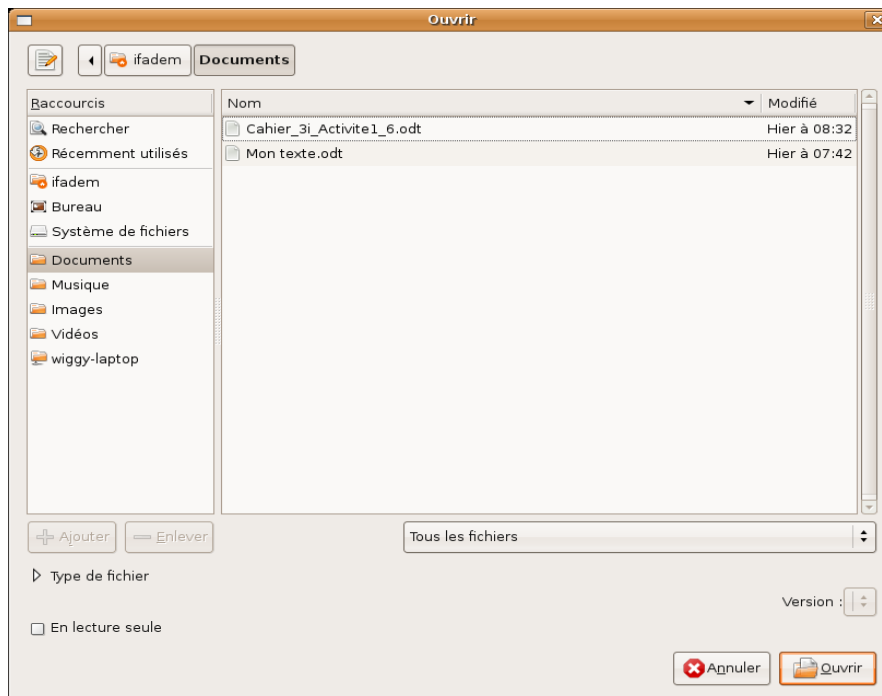 Ouvrir
ifadem Documents
Raccourcis
Rechercher
Récemment utilisés
ifadem
Bureau
Système de fichiers
Documents
Musique
Images
Vidéos
wiggy-laptop
Nom Modifié
Cahier_3i_Activite1_6.odt Hier à 08:32
Mon texte.odt Hier à 07:42
Ajouter Enlever
Tous les fichiers
Type de fichier
Version :
En lecture seule
Annuler Ouvrir